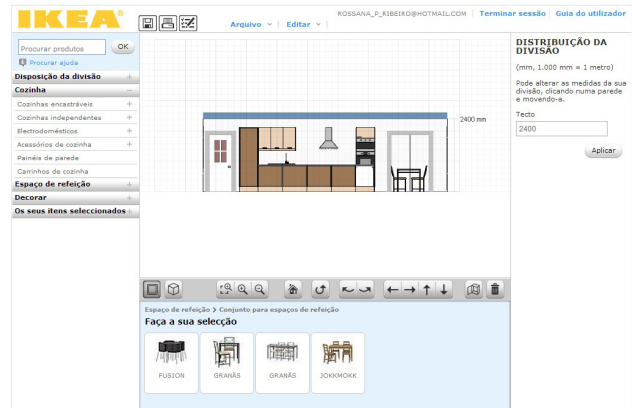 IKEA
Arquivo
Editar
ROSSANA_P_RIBEIRO@HOTMAIL.COM
Terminar sessão
Guia do utilizador
Procurar produtos
OK
Procurar ajuda
Disposição da divisão
Cozinha
Cozinhas encastráveis
Cozinhas independentes
Electrodomésticos
Acessórios de cozinha
Painéis de parede
Carrinhos de cozinha
Espaço de refeição
Decorar
Os seus itens seleccionados
2400 mm
DISTRIBUIÇÃO DA
DIVISÃO
(mm, 1.000 mm = 1 metro)
Pode alterar as medidas da sua
divisão, clicando numa parede
e movendo-a.
Tecto
2400
Aplicar
Espaço de refeição > Conjunto para espaços de refeição
Faça a sua selecção
FUSION
GRANÅS
GRANÅS
JOKKMOKK